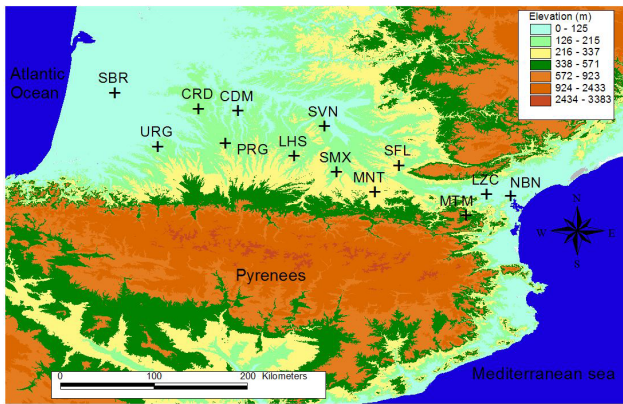 Elevation (m)
0 - 125
126 - 215
216 - 337
338 - 571
572 - 923
924 - 2433
2434 - 3383
Atlantic
Ocean
SBR
CRD
CDM
SVN
URG
PRG
LHS
SMX
SFL
MNT
LZC
NBN
MTM
N
W
E
S
Pyrenees
0
100
200
Kilometers
Mediterranean sea